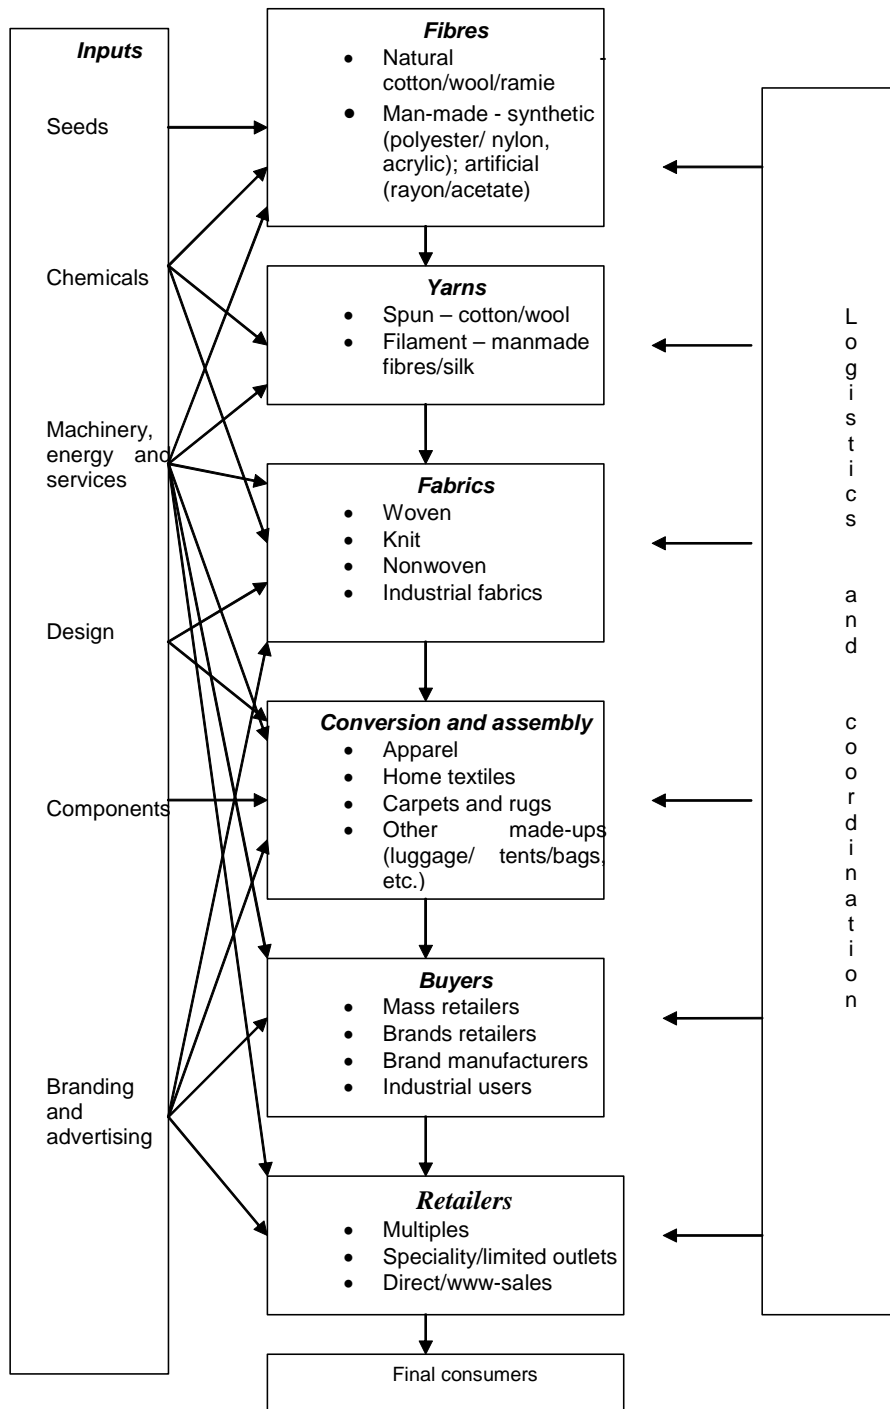 Inputs
Seeds
Chemicals
Machinery,
energy and
services
Design
Components
Branding
and
advertising
Fibres
• Natural -
cotton/wool/ramie
• Man-made - synthetic
(polyester/ nylon,
acrylic); artificial
(rayon/acetate)
Yarns
• Spun – cotton/wool
• Filament – manmade
fibres/silk
Fabrics
• Woven
• Knit
• Nonwoven
• Industrial fabrics
Conversion and assembly
• Apparel
• Home textiles
• Carpets and rugs
• Other made-ups
(luggage/ tents/bags,
etc.)
Buyers
• Mass retailers
• Brands retailers
• Brand manufacturers
• Industrial users
Retailers
• Multiples
• Speciality/limited outlets
• Direct/www-sales
Final consumers
Logistics and coordination